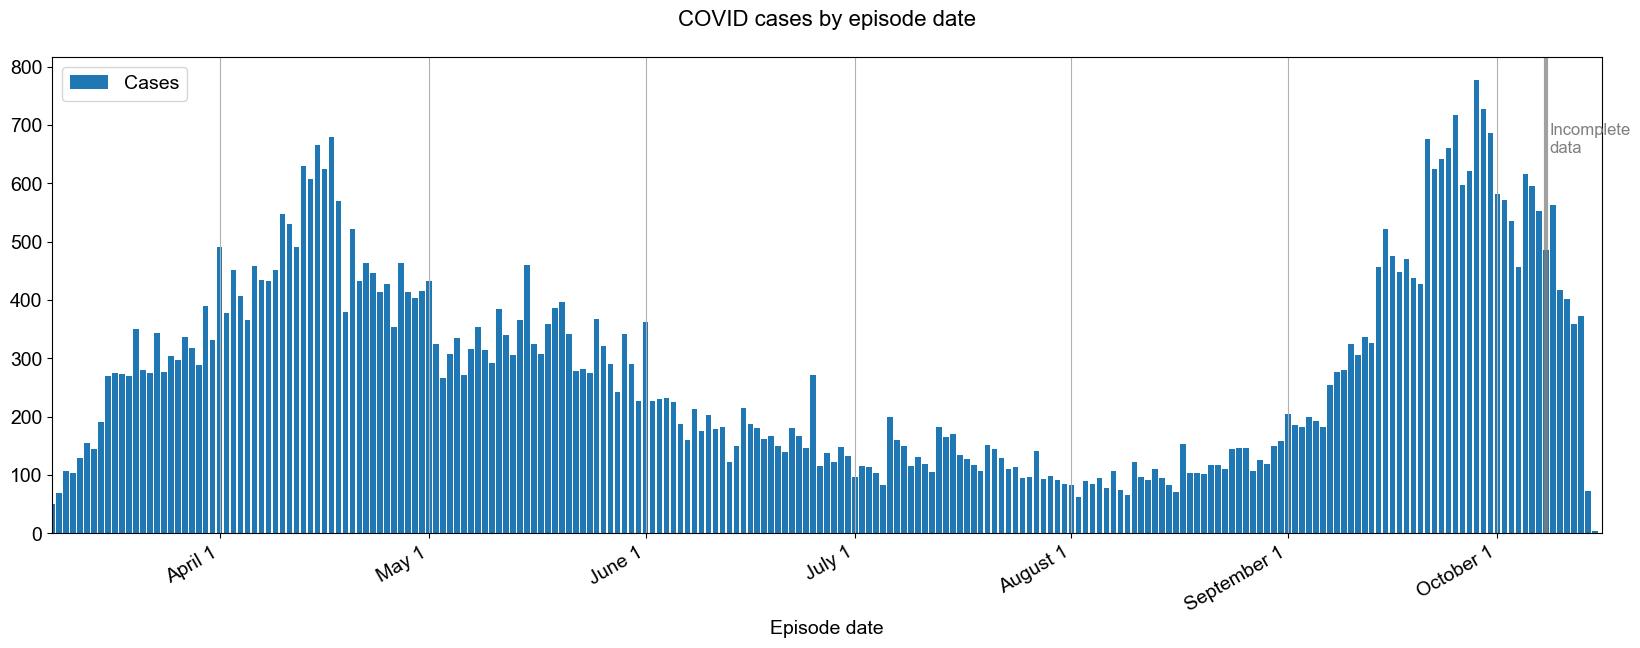 COVID cases by episode date
Cases
800
700
600
500
400
300
200
100
0
Incomplete
data
April 1
May 1
June 1
July 1
August 1
September 1
October 1
Episode date